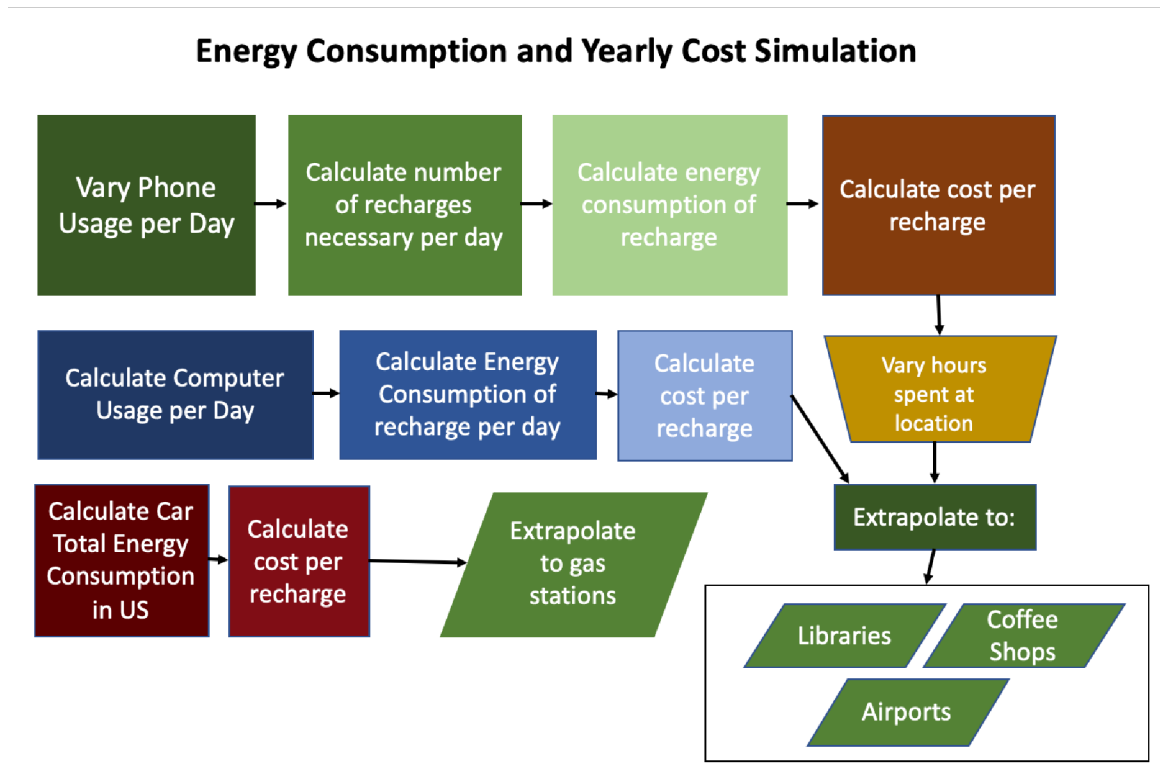 Energy Consumption and Yearly Cost Simulation
Vary Phone
Usage per Day
Calculate number
of recharges
necessary per day
Calculate energy
consumption of
recharge
Calculate cost per
recharge
Calculate Computer
Usage per Day
Calculate Energy
Consumption of
recharge per day
Calculate
cost per
recharge
Vary hours
spent at
location
Calculate Car
Total Energy
Consumption
in US
Calculate
cost per
recharge
Extrapolate
to gas
stations
Extrapolate to:
Libraries
Coffee
Shops
Airports